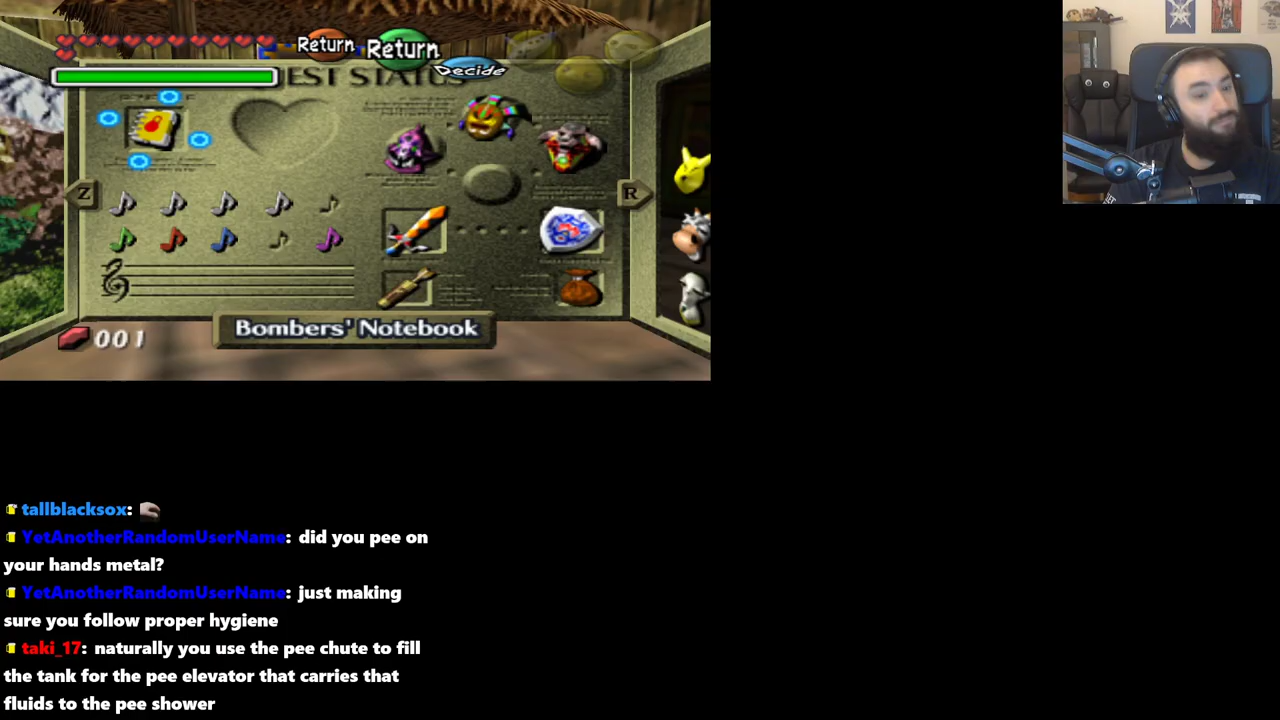 Return Return
Decide
QUEST STATUS
Z
R
Bombers' Notebook
001
tallblacksox:
YetAnotherRandomUserName: did you pee on
your hands metal?
YetAnotherRandomUserName: just making
sure you follow proper hygiene
taki_17: naturally you use the pee chute to fill
the tank for the pee elevator that carries that
fluids to the pee shower